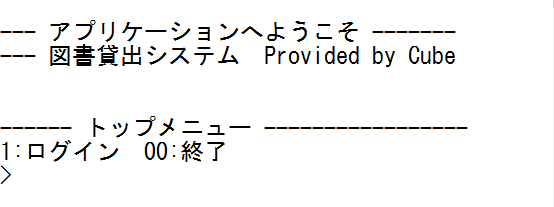 --- アプリケーションへようこそ -------
--- 図書貸出システム　Provided by Cube
------ トップメニュー -----------------
1:ログイン　00:終了
>